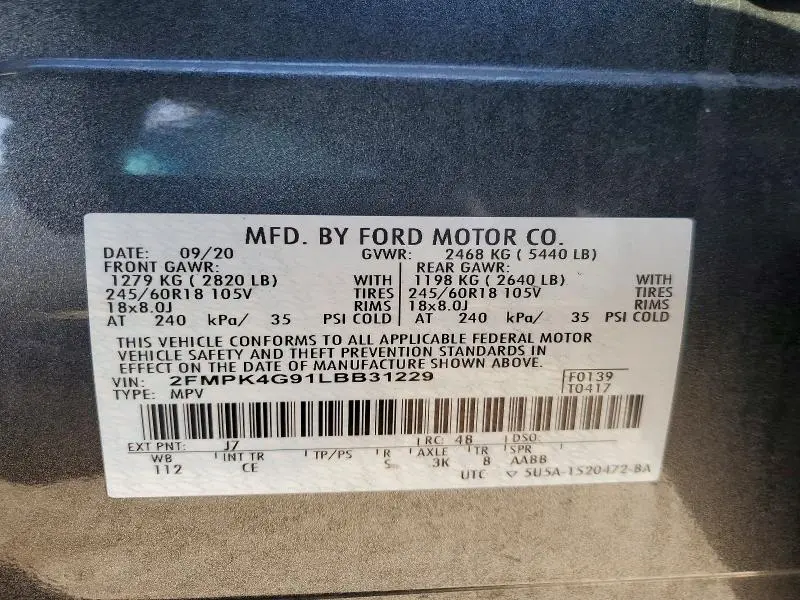 MFD. BY FORD MOTOR CO.
DATE: 09/20 GVWR: 2468 KG ( 5440 LB)
FRONT GAWR: REAR GAWR:
1279 KG ( 2820 LB) WITH 1198 KG ( 2640 LB) WITH
245/60R18 105V TIRES 245/60R18 105V TIRES
18x8.0J RIMS 18x8.0J RIMS
AT 240 kPa/ 35 PSI COLD AT 240 kPa/ 35 PSI COLD
THIS VEHICLE CONFORMS TO ALL APPLICABLE FEDERAL MOTOR
VEHICLE SAFETY AND THEFT PREVENTION STANDARDS IN
EFFECT ON THE DATE OF MANUFACTURE SHOWN ABOVE.
VIN: 2FMPK4G91LBB31229 F0139
TYPE: MPV T0417
EXT PNT: J7 RC: 48 DSO:
WB INT TR TP/PS R AXLE TR SPR
112 CE S 3K 8 AABB
UTC ▽ 5U5A-1520472-BA